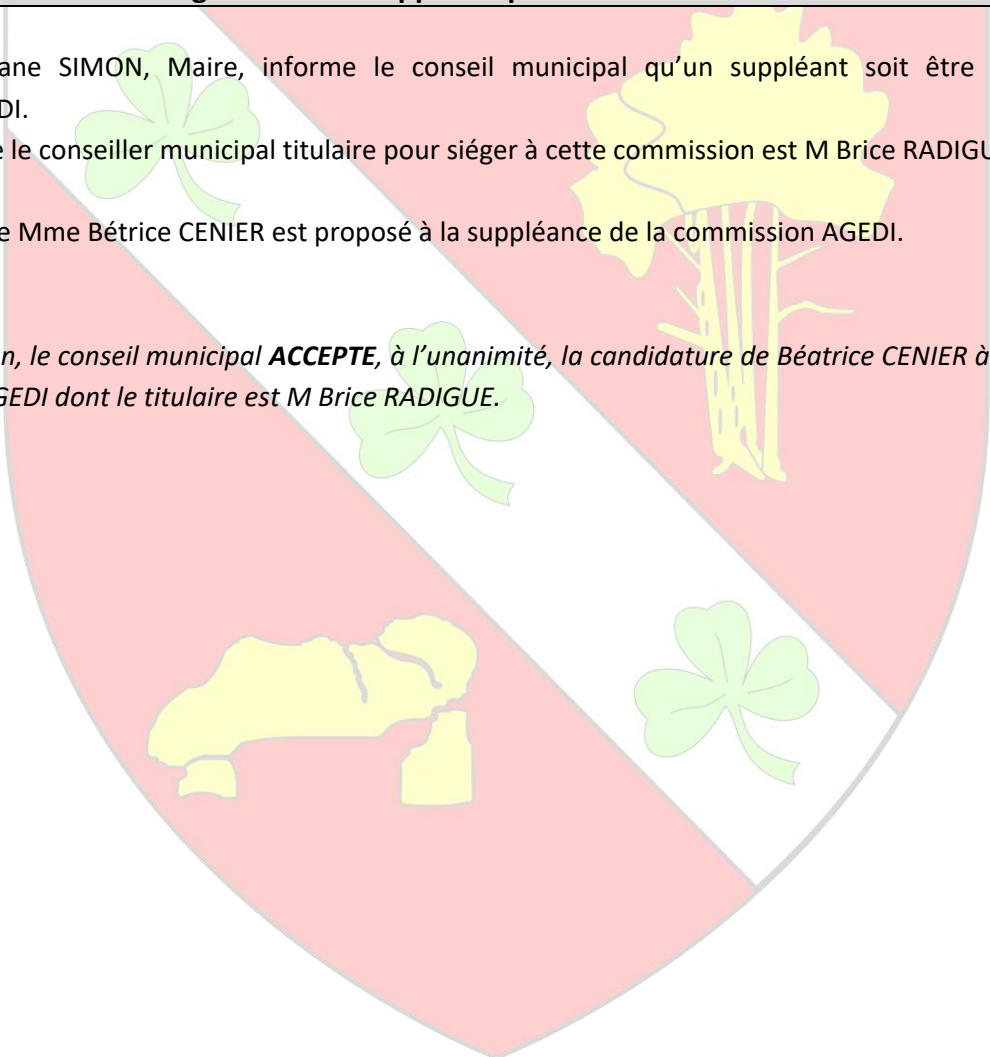 ane SIMON, Maire, informe le conseil municipal qu'un suppléant soit être
DI.
e le conseiller municipal titulaire pour siéger à cette commission est M Brice RADIGU
e Mme Bétrice CENIER est proposé à la suppléance de la commission AGEDI.
n, le conseil municipal ACCEPTE, à l'unanimité, la candidature de Béatrice CENIER à
GEDI dont le titulaire est M Brice RADIGUE.